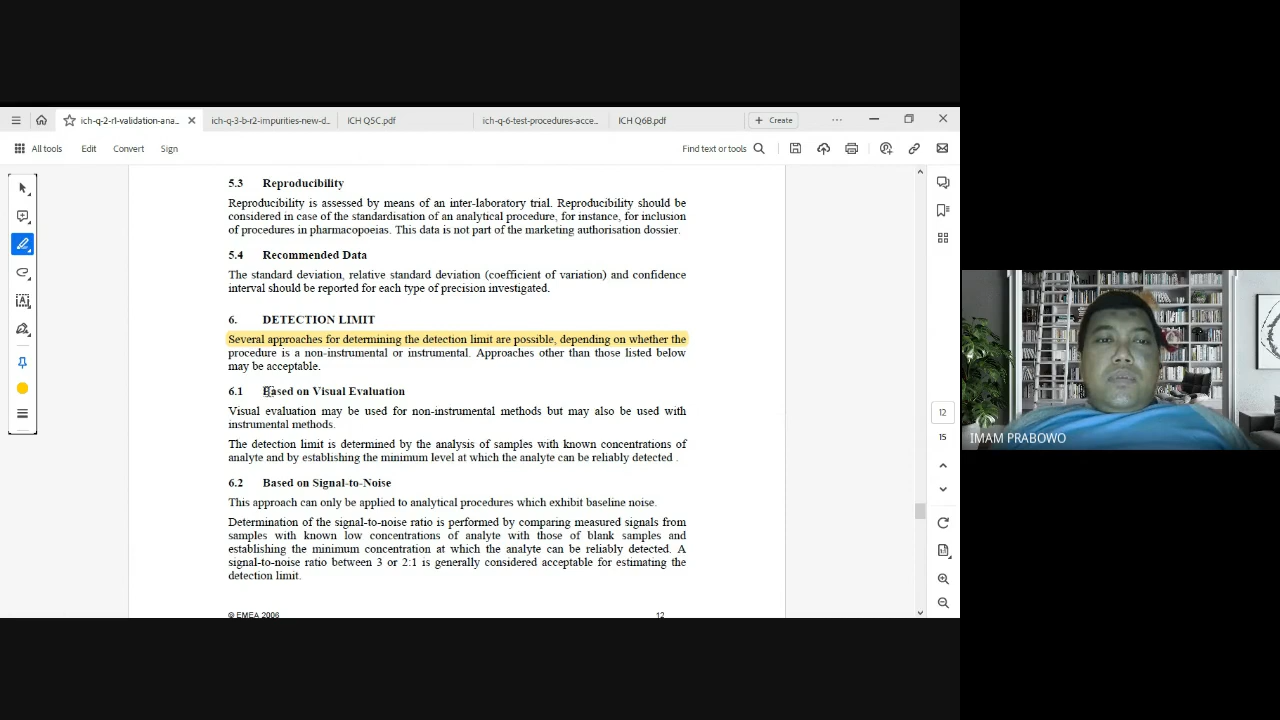 ich-q-2-r1-validation-ana...
ich-q-3-b-r2-impurities-new-d...
ICH Q5C.pdf
ich-q-6-test-procedures-acce...
ICH Q6B.pdf
Create
All tools
Edit
Convert
Sign
Find text or tools
5.3 Reproducibility
Reproducibility is assessed by means of an inter-laboratory trial. Reproducibility should be
considered in case of the standardisation of an analytical procedure, for instance, for inclusion
of procedures in pharmacopoeias. This data is not part of the marketing authorisation dossier.
5.4 Recommended Data
The standard deviation, relative standard deviation (coefficient of variation) and confidence
interval should be reported for each type of precision investigated.
6. DETECTION LIMIT
Several approaches for determining the detection limit are possible, depending on whether the
procedure is a non-instrumental or instrumental. Approaches other than those listed below
may be acceptable.
6.1 Based on Visual Evaluation
Visual evaluation may be used for non-instrumental methods but may also be used with
instrumental methods.
The detection limit is determined by the analysis of samples with known concentrations of
analyte and by establishing the minimum level at which the analyte can be reliably detected .
6.2 Based on Signal-to-Noise
This approach can only be applied to analytical procedures which exhibit baseline noise.
Determination of the signal-to-noise ratio is performed by comparing measured signals from
samples with known low concentrations of analyte with those of blank samples and
establishing the minimum concentration at which the analyte can be reliably detected. A
signal-to-noise ratio between 3 or 2:1 is generally considered acceptable for estimating the
detection limit.
© EMEA 2006
12
12
15
IMAM PRABOWO